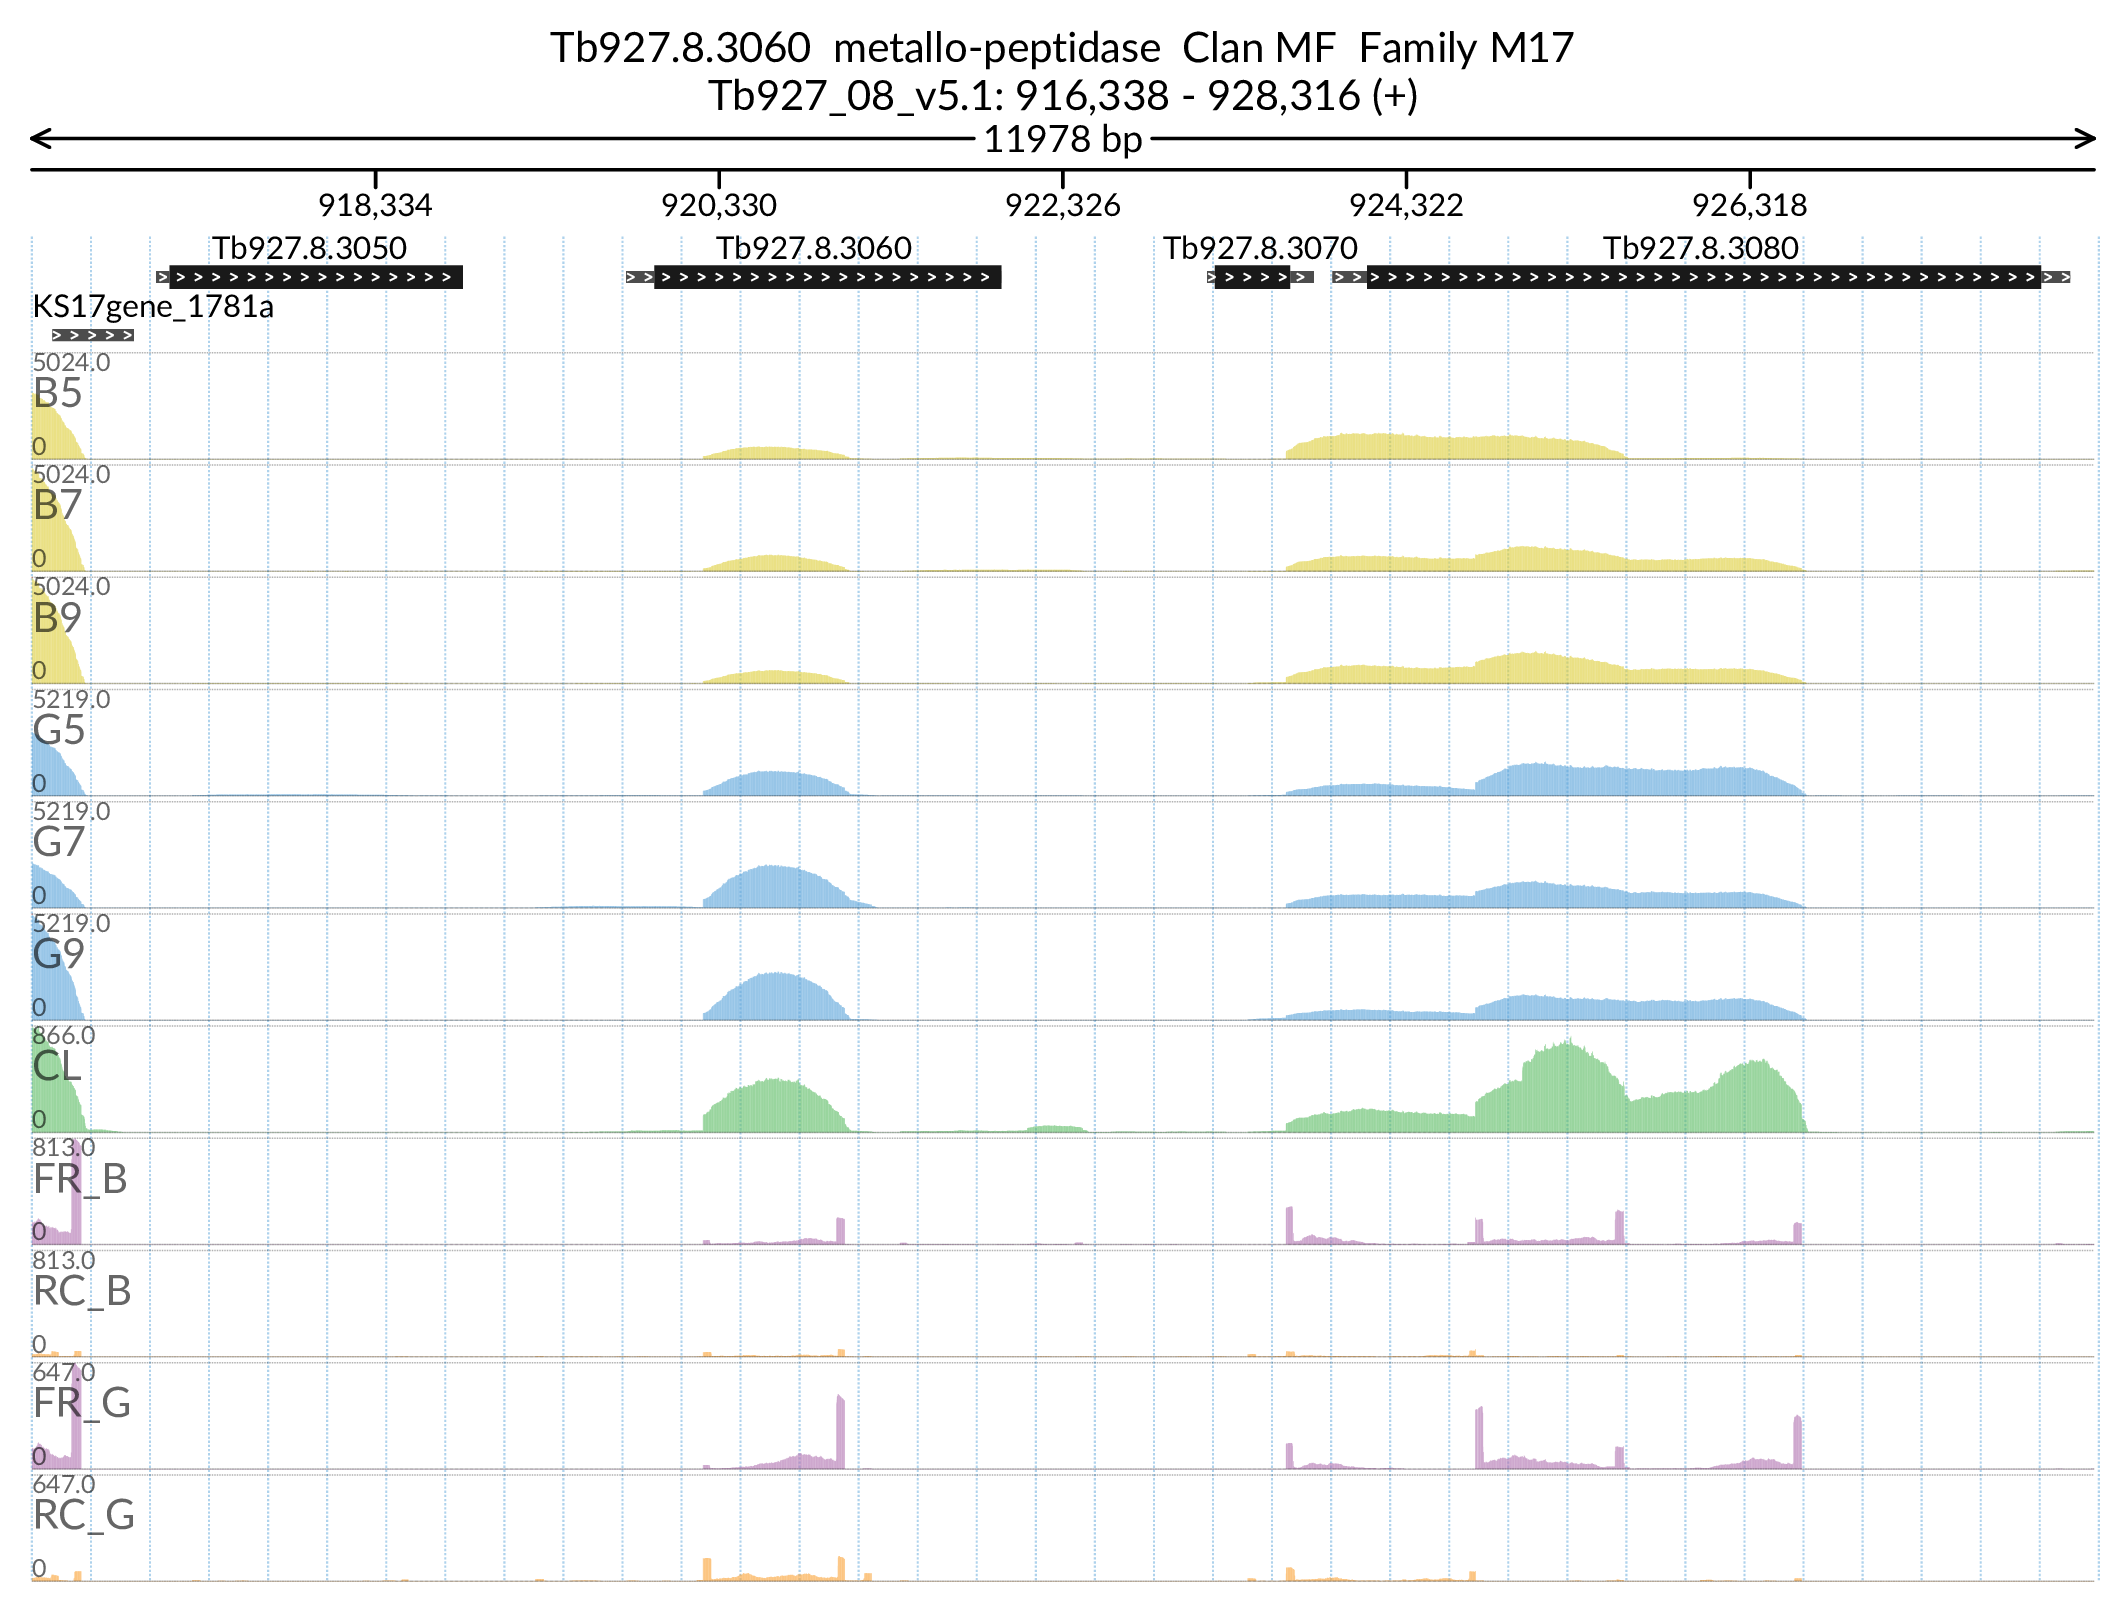 Tb927.8.3060 metallo-peptidase Clan MF Family M17
Tb927_08_v5.1: 916,338 - 928,316 (+)
11978 bp
918,334 920,330 922,326 924,322 926,318
Tb927.8.3050 Tb927.8.3060 Tb927.8.3070 Tb927.8.3080
KS17gene_1781a
5024.0
B5
0
5024.0
B7
0
5024.0
B9
0
5219.0
G5
0
5219.0
G7
0
5219.0
G9
0
866.0
CL
0
813.0
FR_B
0
813.0
RC_B
0
647.0
FR_G
0
647.0
RC_G
0